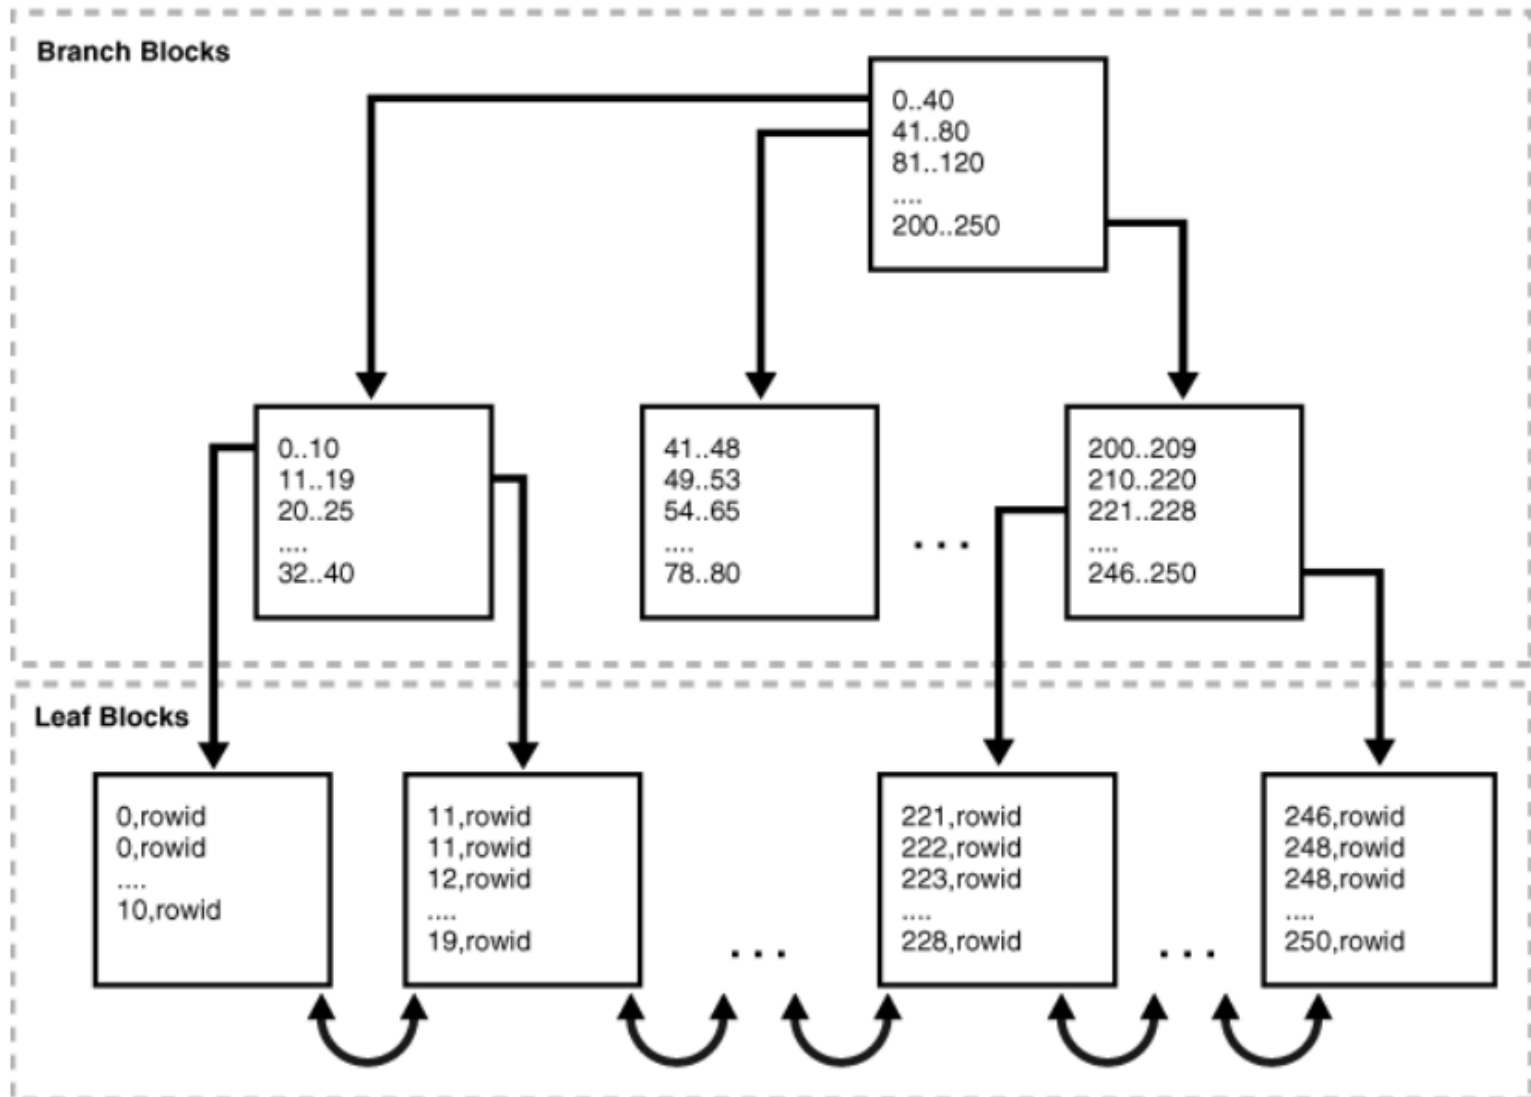 Branch Blocks
0..40
41..80
81..120
....
200..250
0..10
11..19
20..25
....
32..40
41..48
49..53
54..65
....
78..80
...
200..209
210..220
221..228
....
246..250
Leaf Blocks
0,rowid
0,rowid
....
10,rowid
11,rowid
11,rowid
12,rowid
....
19,rowid
...
221,rowid
222,rowid
223,rowid
....
228,rowid
...
246,rowid
248,rowid
248,rowid
....
250,rowid